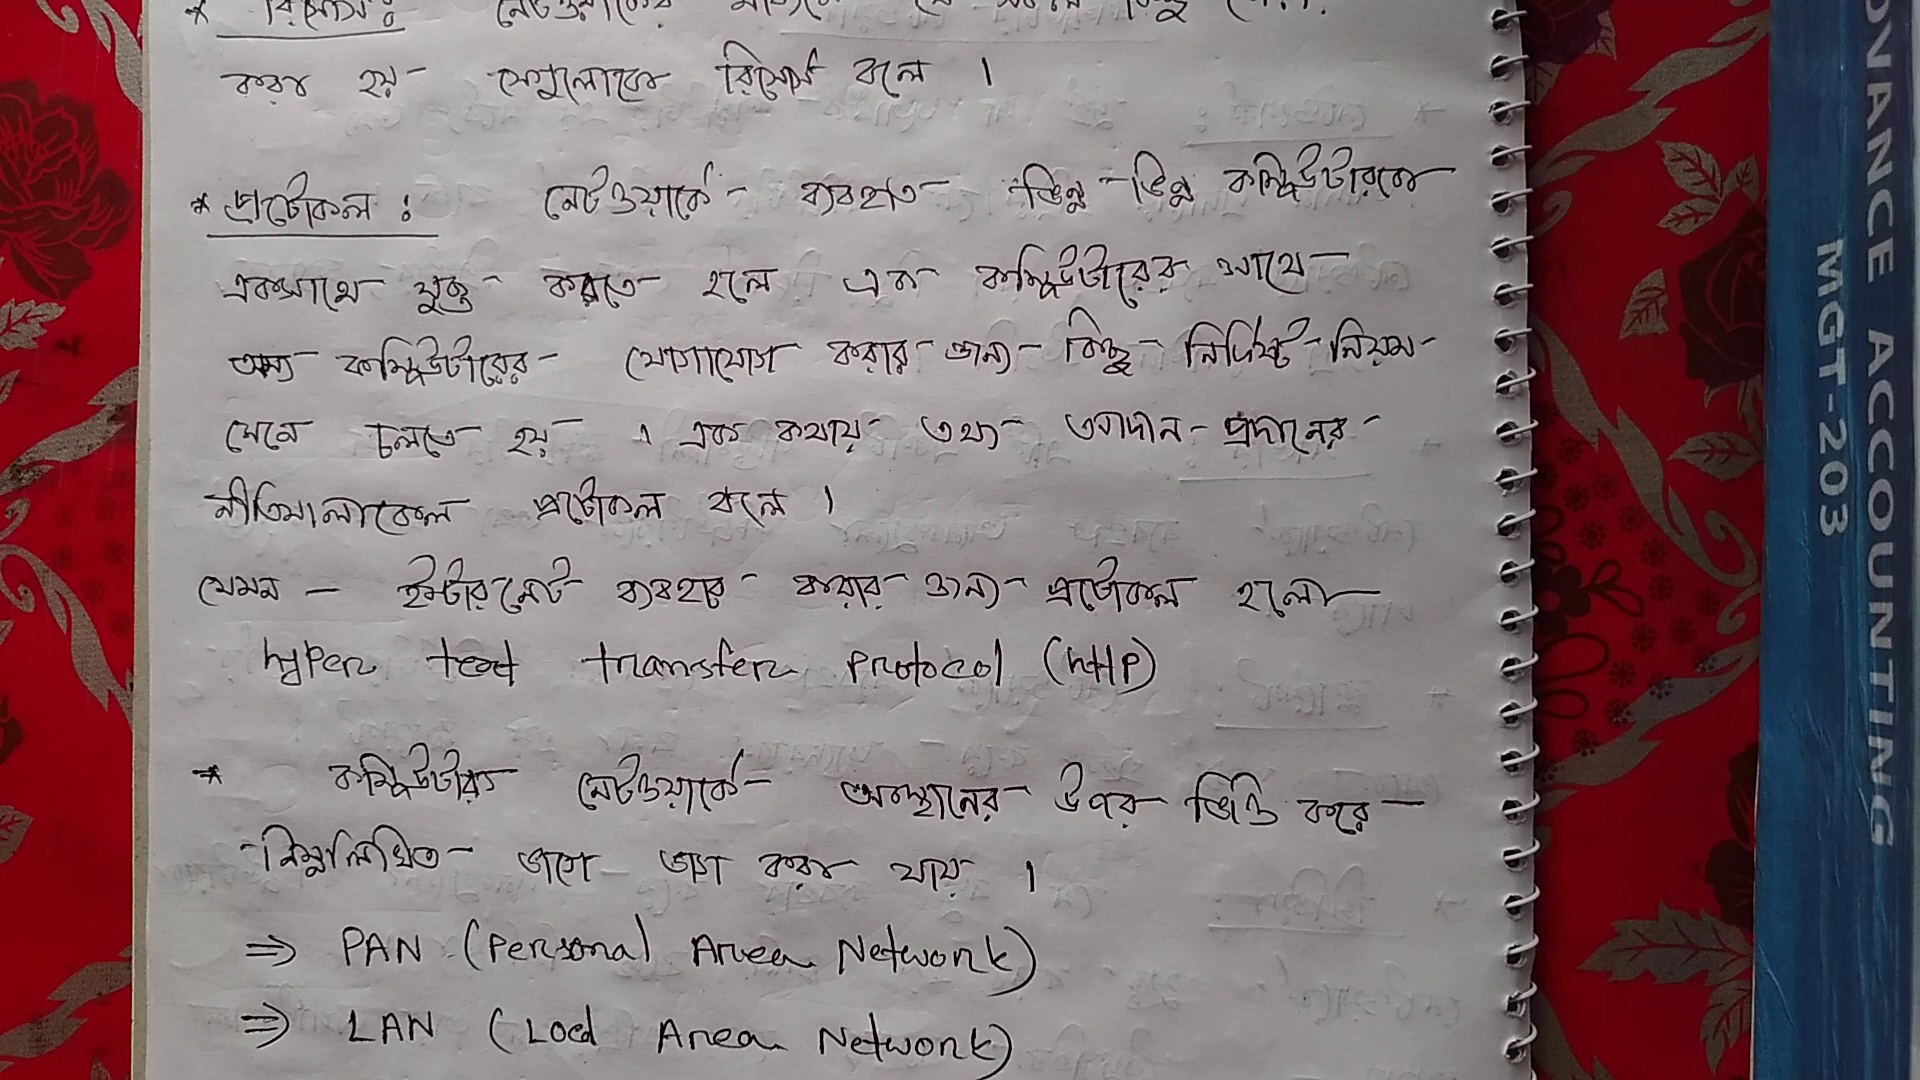 * রিসোর্স : নেটওয়ার্কের
করা হয় সেগুলোকে রিসোর্স বলে ।
* প্রটোকল : নেটওয়ার্কে ব্যবহৃত ভিন্ন ভিন্ন কম্পিউটারকে
একসাথে যুক্ত করতে হলে এক কম্পিউটারের সাথে
অন্য কম্পিউটারের যোগাযোগ করার জন্য কিছু নির্দিষ্ট নিয়ম
মেনে চলতে হয় । এক কথায় তথ্য আদান-প্রদানের
নীতিমালাকে প্রটোকল বলে ।
যেমন - ইন্টারনেট ব্যবহার করার জন্য প্রটোকল হলো
hyper text transfer protocol (http)
* কম্পিউটার নেটওয়ার্কে অবস্থানের উপর ভিত্তি করে
নিম্নলিখিত ভাগে ভাগ করা যায় ।
⇒ PAN (Personal Area Network)
⇒ LAN (Local Area Network)
DVANCE ACCOUNTING
MGT-203